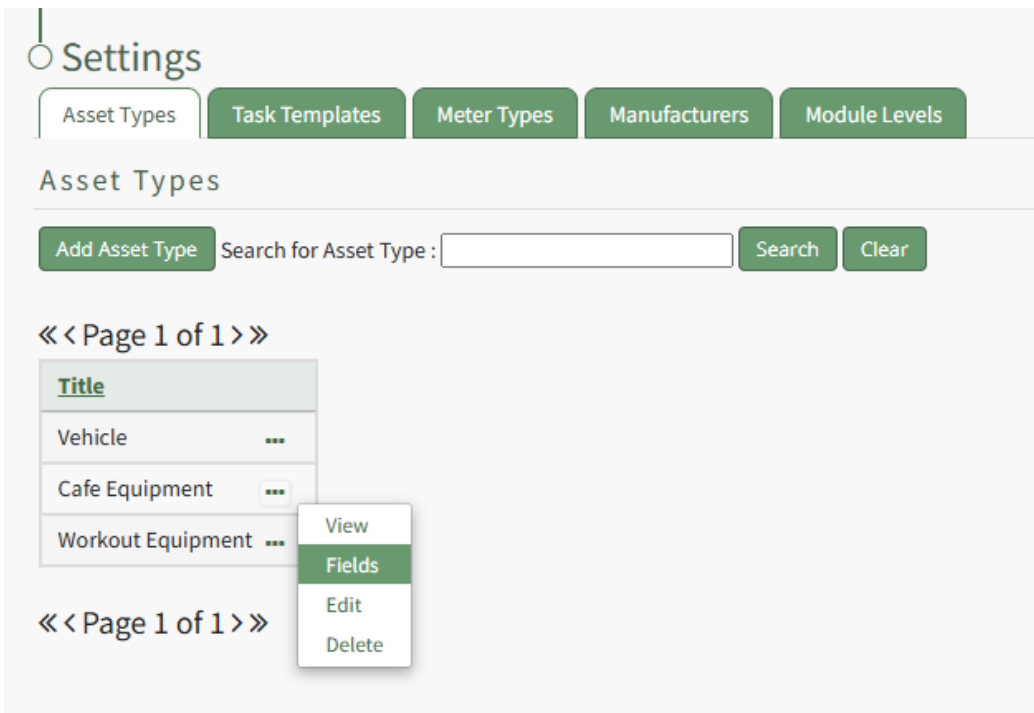 Settings
Asset Types Task Templates Meter Types Manufacturers Module Levels
Asset Types
Add Asset Type Search for Asset Type : Search Clear
«‹ Page 1 of 1 ›»
Title
Vehicle ...
Cafe Equipment ...
View
Workout Equipment ...
Fields
Edit
«‹ Page 1 of 1 ›»
Delete